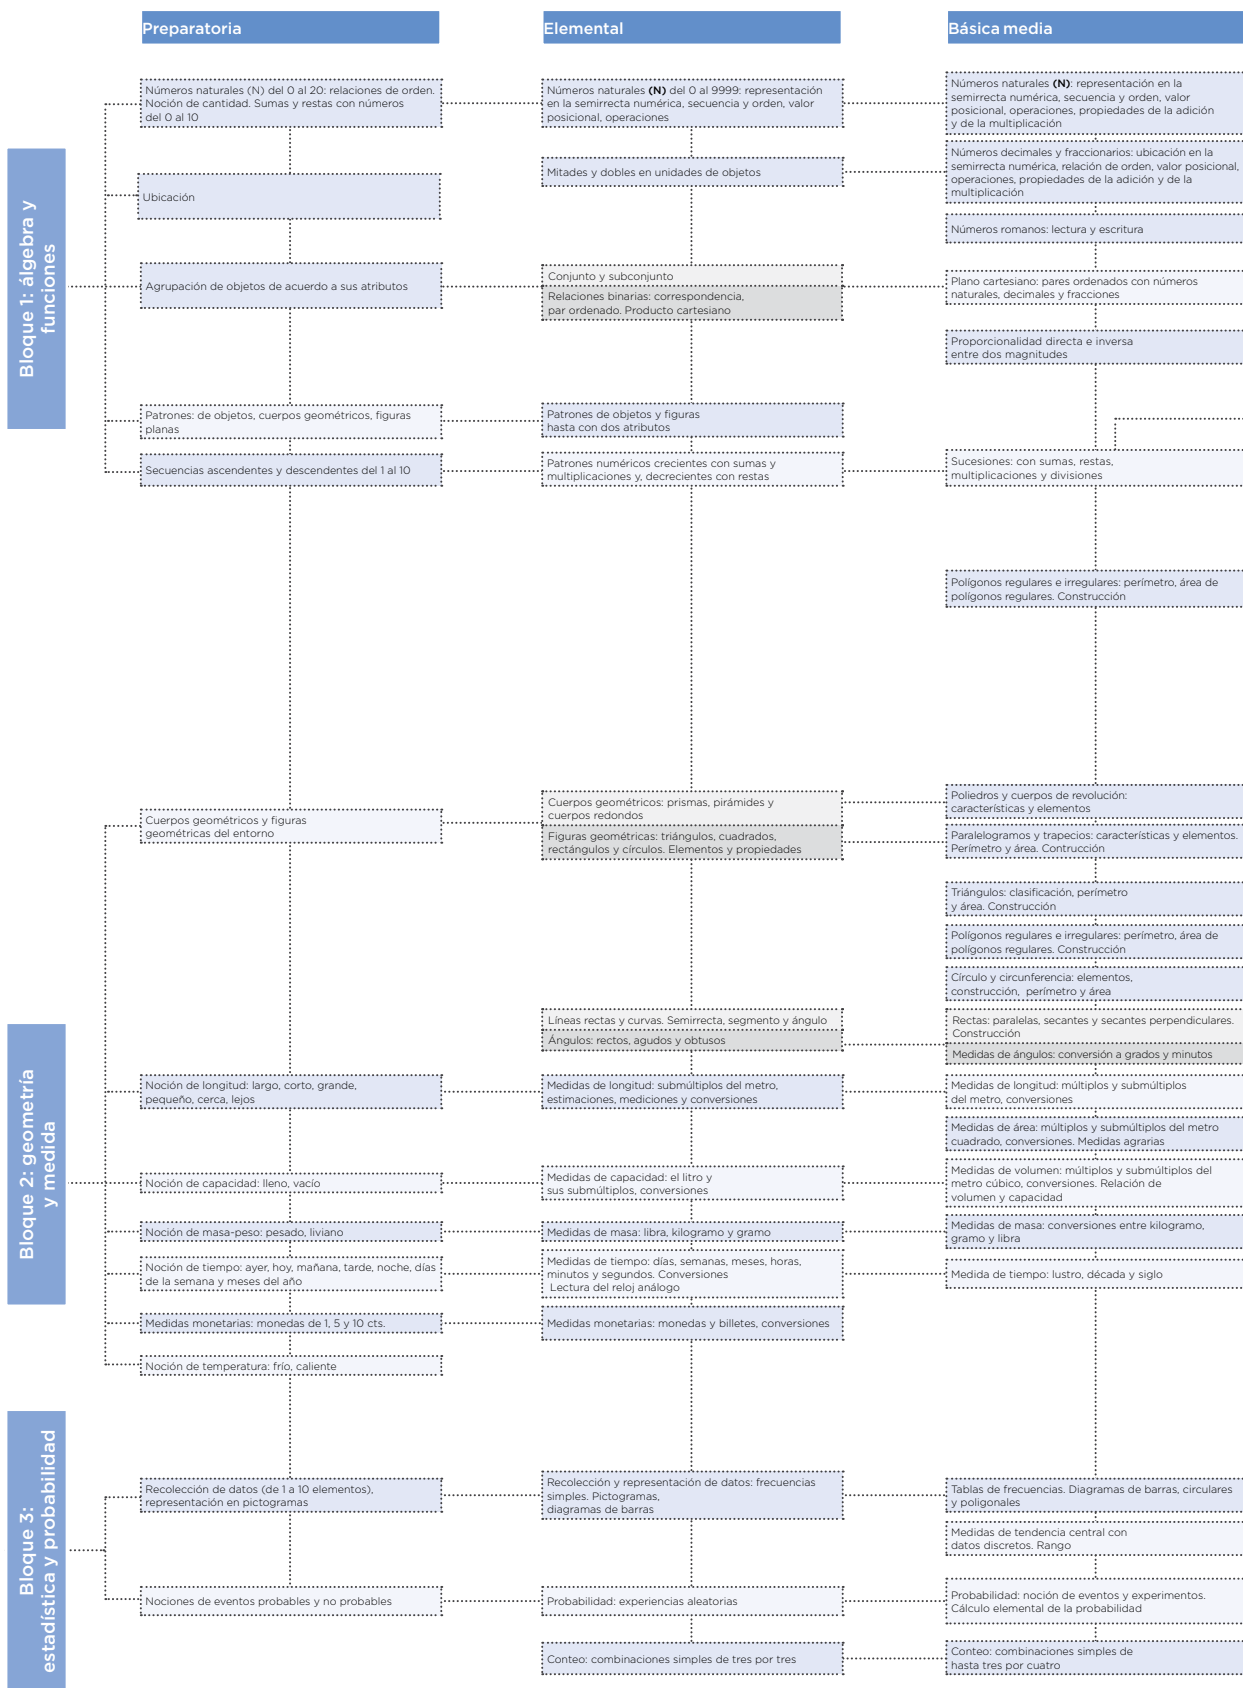 Preparatoria
Elemental
Básica media
Bloque 1: álgebra y
funciones
Números naturales (N) del 0 al 20: relaciones de orden.
Noción de cantidad. Sumas y restas con números
del 0 al 10
Números naturales (N) del 0 al 9999: representación
en la semirrecta numérica, secuencia y orden, valor
posicional, operaciones
Números naturales (N): representación en la
semirrecta numérica, secuencia y orden, valor
posicional, operaciones, propiedades de la adición
y de la multiplicación
Ubicación
Mitades y dobles en unidades de objetos
Números decimales y fraccionarios: ubicación en la
semirrecta numérica, relación de orden, valor posicional,
operaciones, propiedades de la adición y de la
multiplicación
Números romanos: lectura y escritura
Agrupación de objetos de acuerdo a sus atributos
Conjunto y subconjunto
Relaciones binarias: correspondencia,
par ordenado. Producto cartesiano
Plano cartesiano: pares ordenados con números
naturales, decimales y fracciones
Proporcionalidad directa e inversa
entre dos magnitudes
Patrones: de objetos, cuerpos geométricos, figuras
planas
Patrones de objetos y figuras
hasta con dos atributos
Secuencias ascendentes y descendentes del 1 al 10
Patrones numéricos crecientes con sumas y
multiplicaciones y, decrecientes con restas
Sucesiones: con sumas, restas,
multiplicaciones y divisiones
Polígonos regulares e irregulares: perímetro, área de
polígonos regulares. Construcción
Bloque 2: geometría
y medida
Cuerpos geométricos y figuras
geométricas del entorno
Cuerpos geométricos: prismas, pirámides y
cuerpos redondos
Figuras geométricas: triángulos, cuadrados,
rectángulos y círculos. Elementos y propiedades
Poliedros y cuerpos de revolución:
características y elementos
Paralelogramos y trapecios: características y elementos.
Perímetro y área. Contrucción
Triángulos: clasificación, perímetro
y área. Construcción
Polígonos regulares e irregulares: perímetro, área de
polígonos regulares. Construcción
Círculo y circunferencia: elementos,
construcción, perímetro y área
Líneas rectas y curvas. Semirrecta, segmento y ángulo
Ángulos: rectos, agudos y obtusos
Rectas: paralelas, secantes y secantes perpendiculares.
Construcción
Medidas de ángulos: conversión a grados y minutos
Noción de longitud: largo, corto, grande,
pequeño, cerca, lejos
Medidas de longitud: submúltiplos del metro,
estimaciones, mediciones y conversiones
Medidas de longitud: múltiplos y submúltiplos
del metro, conversiones
Medidas de área: múltiplos y submúltiplos del metro
cuadrado, conversiones. Medidas agrarias
Noción de capacidad: lleno, vacío
Medidas de capacidad: el litro y
sus submúltiplos, conversiones
Medidas de volumen: múltiplos y submúltiplos del
metro cúbico, conversiones. Relación de
volumen y capacidad
Noción de masa-peso: pesado, liviano
Medidas de masa: libra, kilogramo y gramo
Medidas de masa: conversiones entre kilogramo,
gramo y libra
Noción de tiempo: ayer, hoy, mañana, tarde, noche, días
de la semana y meses del año
Medidas de tiempo: días, semanas, meses, horas,
minutos y segundos. Conversiones
Lectura del reloj análogo
Medida de tiempo: lustro, década y siglo
Medidas monetarias: monedas de 1, 5 y 10 cts.
Medidas monetarias: monedas y billetes, conversiones
Noción de temperatura: frío, caliente
Bloque 3:
estadística y probabilidad
Recolección de datos (de 1 a 10 elementos),
representación en pictogramas
Recolección y representación de datos: frecuencias
simples. Pictogramas,
diagramas de barras
Tablas de frecuencias. Diagramas de barras, circulares
y poligonales
Medidas de tendencia central con
datos discretos. Rango
Nociones de eventos probables y no probables
Probabilidad: experiencias aleatorias
Probabilidad: noción de eventos y experimentos.
Cálculo elemental de la probabilidad
Conteo: combinaciones simples de tres por tres
Conteo: combinaciones simples de
hasta tres por cuatro